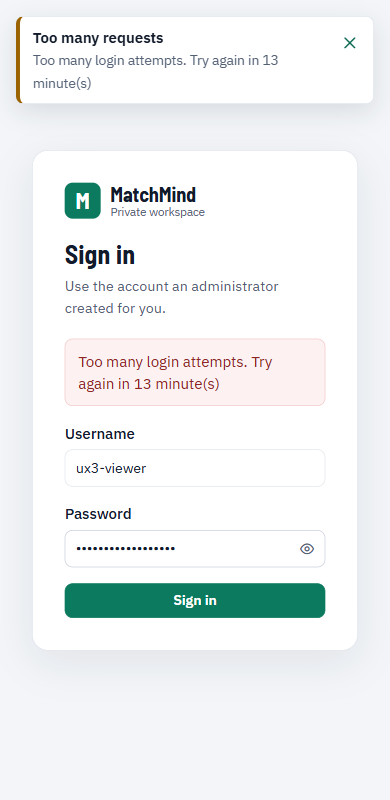 Too many requests
Too many login attempts. Try again in 13
minute(s)
M
MatchMind
Private workspace
Sign in
Use the account an administrator
created for you.
Too many login attempts. Try
again in 13 minute(s)
Username
ux3-viewer
Password
••••••••••••••••••
Sign in